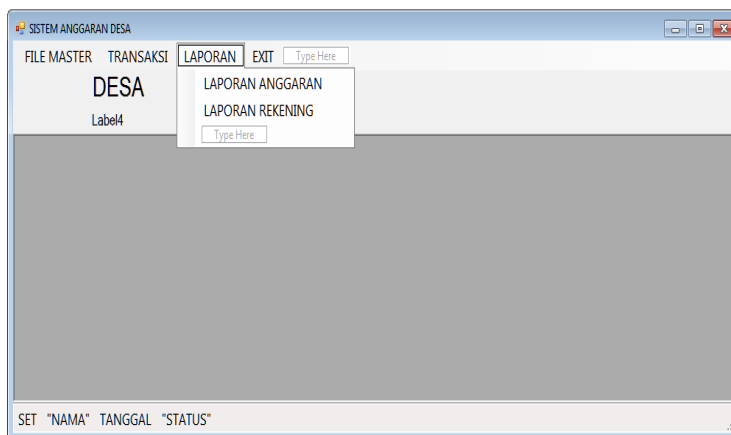 SISTEM ANGGARAN DESA
FILE MASTER TRANSAKSI LAPORAN EXIT Type Here
DESA
Label4
LAPORAN ANGGARAN
LAPORAN REKENING
Type Here
SET "NAMA" TANGGAL "STATUS"